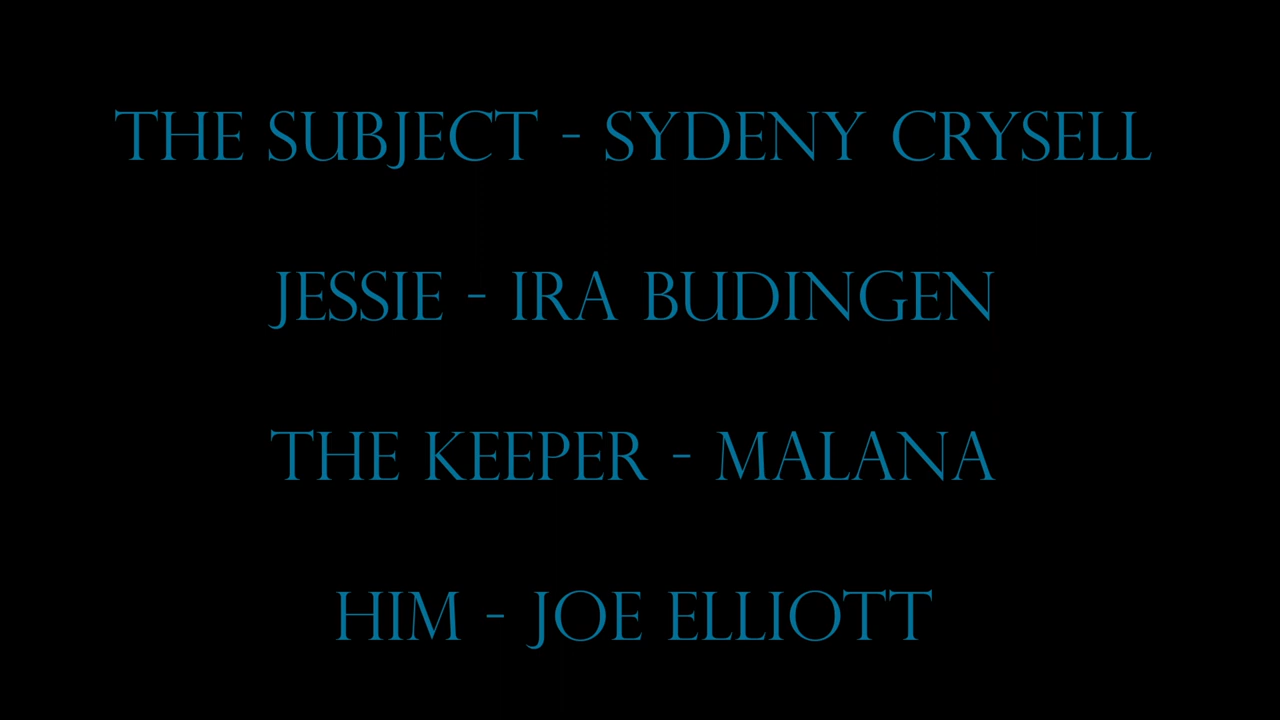 THE SUBJECT - SYDENY CRYSELL
JESSIE - IRA BUDINGEN
THE KEEPER - MALANA
HIM - JOE ELLIOTT